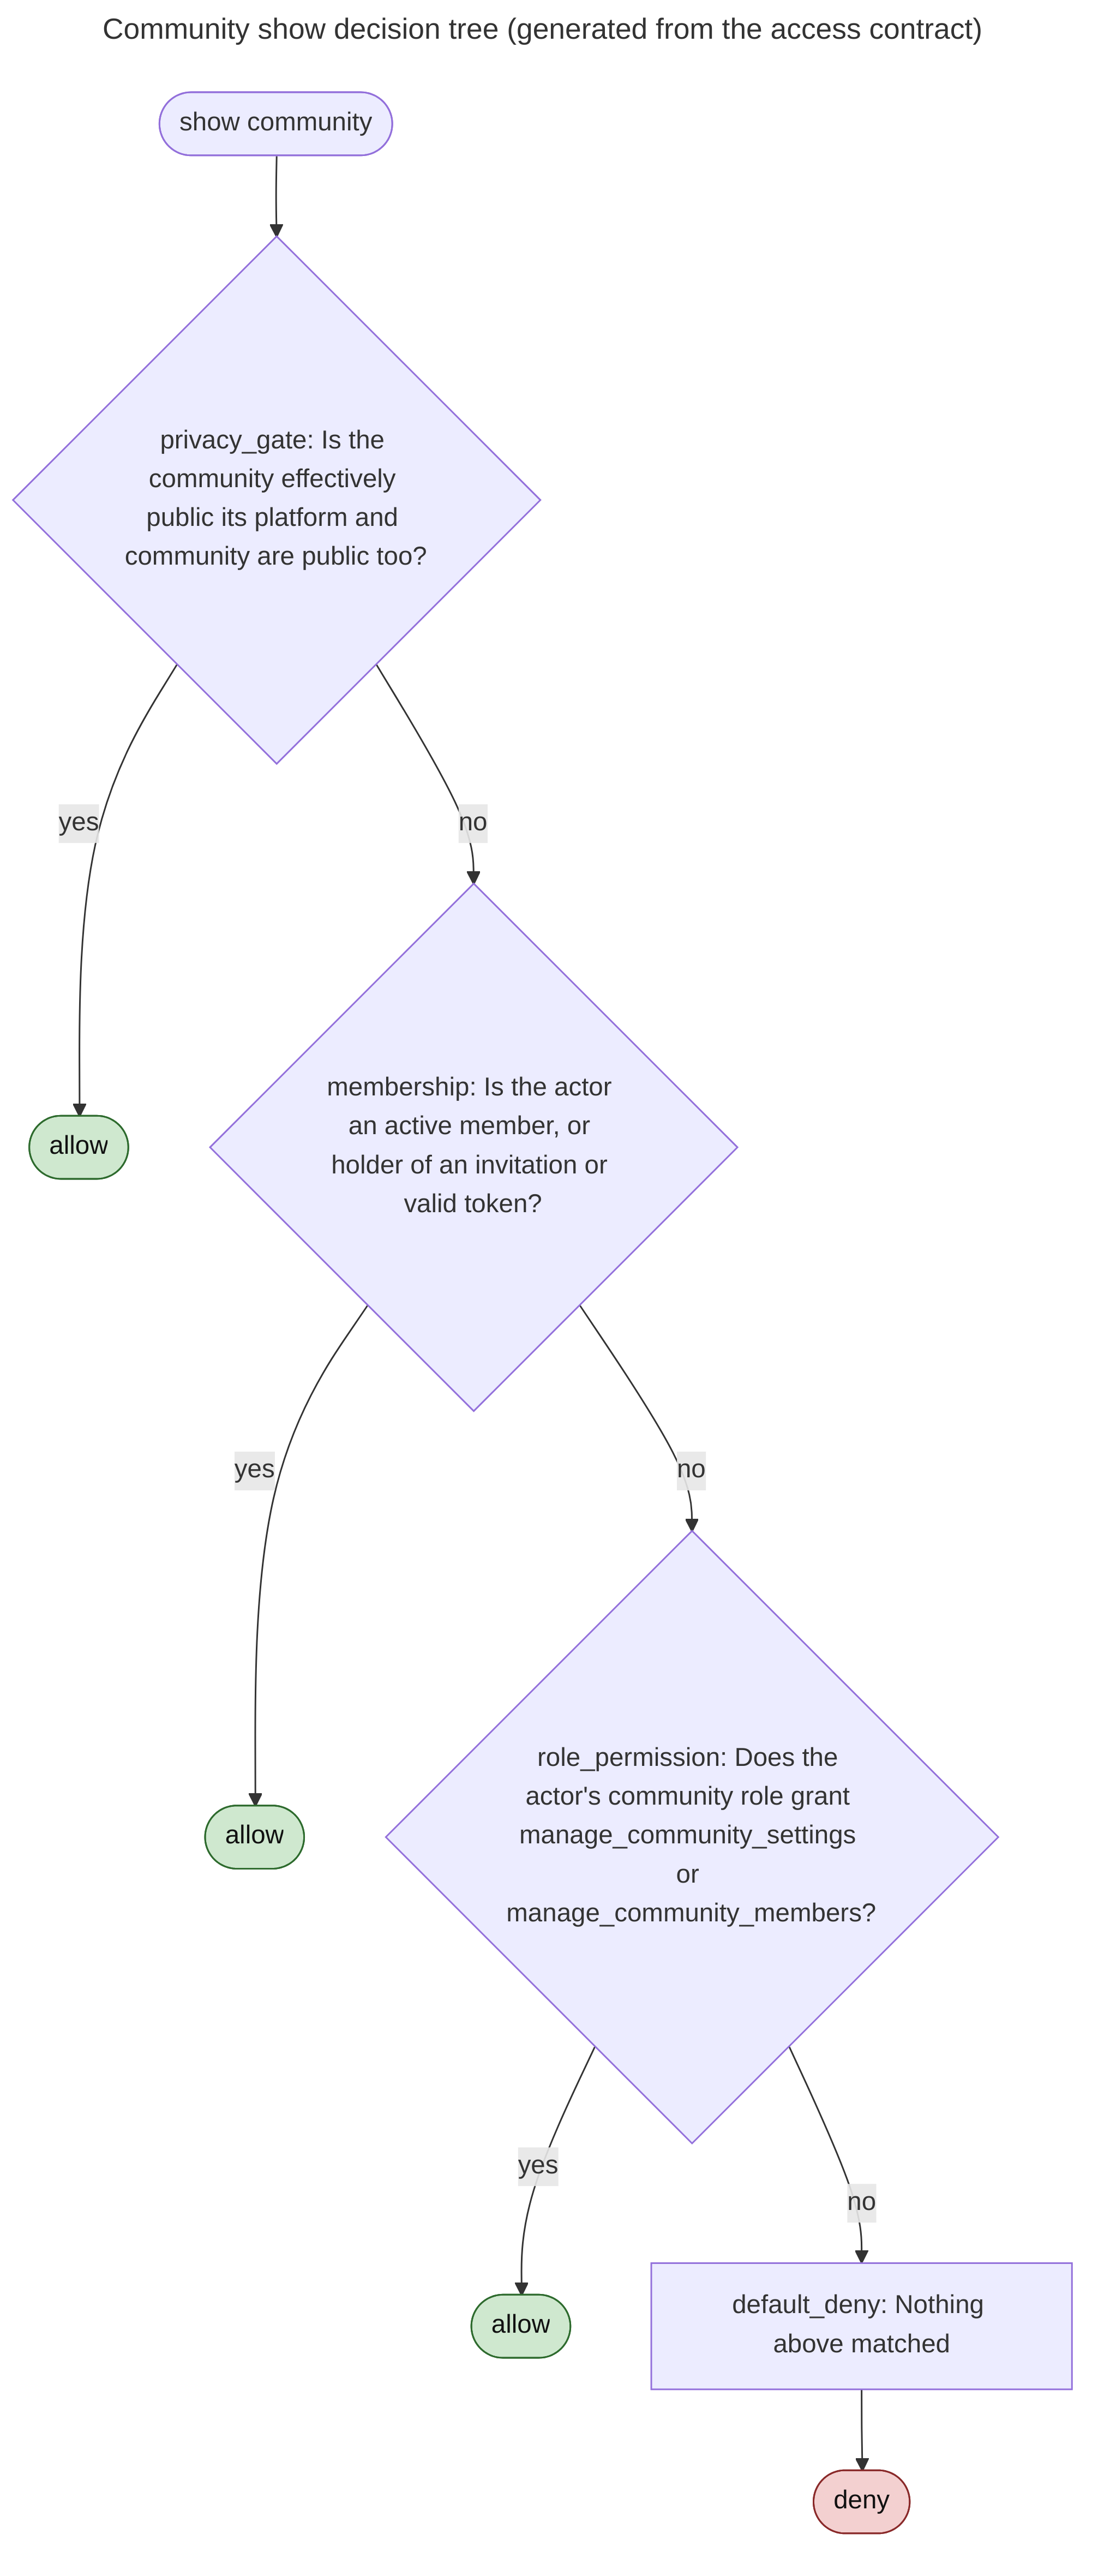 Community show decision tree (generated from the access contract)
show community
privacy_gate: Is the
community effectively
public its platform and
community are public too?
yes
no
membership: Is the actor
an active member, or
holder of an invitation or
valid token?
allow
yes
no
role_permission: Does the
actor's community role grant
manage_community_settings
or
manage_community_members?
allow
yes
no
default_deny: Nothing
above matched
allow
deny